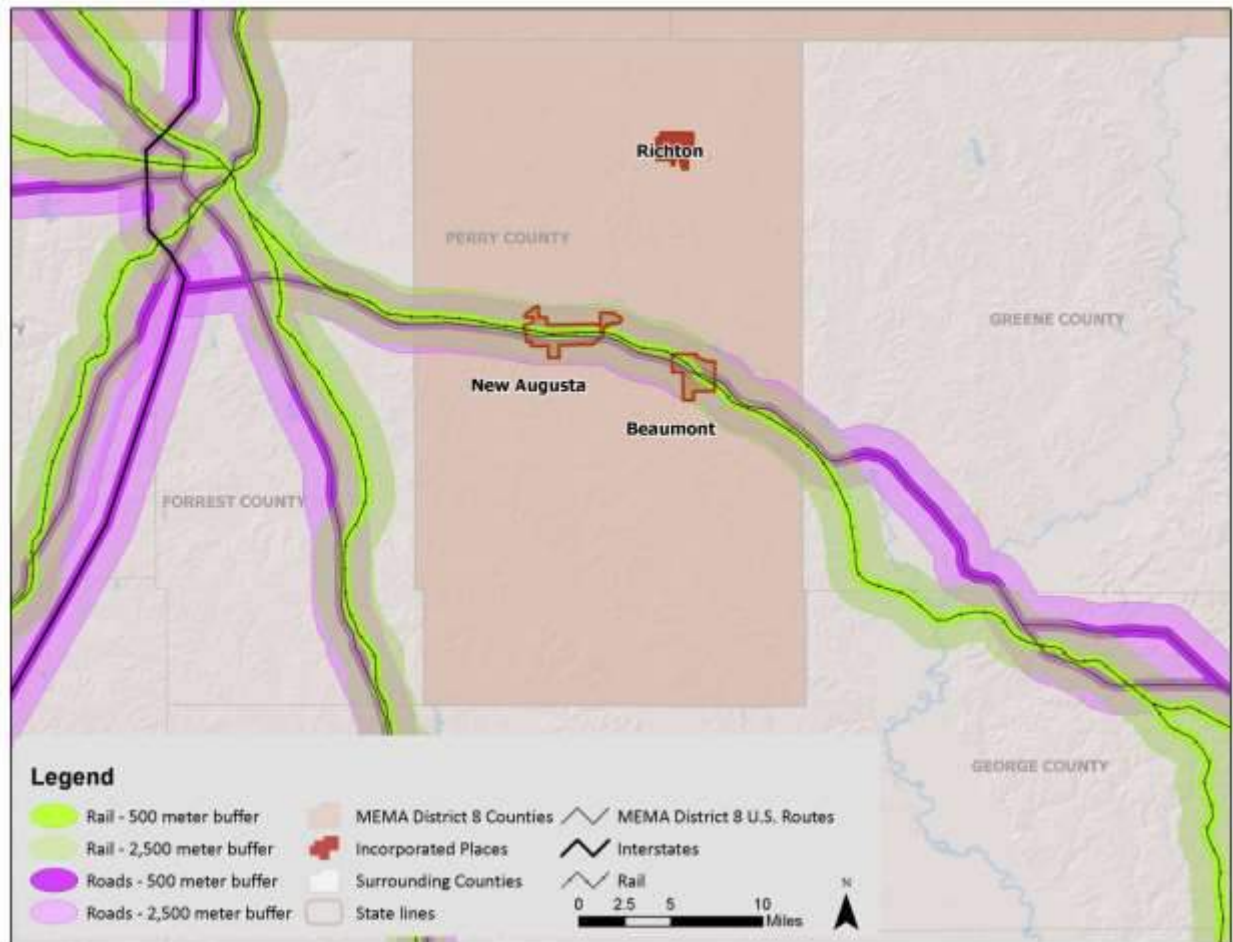 Richton
PERRY COUNTY
GREENE COUNTY
New Augusta
Beaumont
FORREST COUNTY
GEORGE COUNTY
Legend
Rail - 500 meter buffer
Rail - 2,500 meter buffer
Roads - 500 meter buffer
Roads - 2,500 meter buffer
MEMA District 8 Counties
Incorporated Places
Surrounding Counties
State lines
MEMA District 8 U.S. Routes
Interstates
Rail
0 2.5 5 10
Miles
N